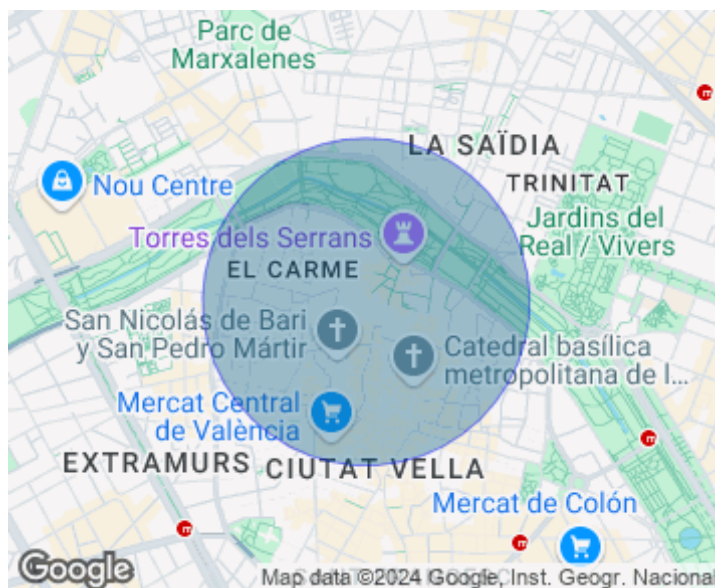 Parc de
Marxalenes
LA SAÏDIA
TRINITAT
Nou Centre
Jardins del
Real / Vivers
Torres dels Serrans
EL CARME
San Nicolás de Bari
y San Pedro Mártir
Catedral basílica
metropolitana de l...
Mercat Central
de València
EXTRAMURS
CIUTAT VELLA
Mercat de Colón
Google
Map data ©2024 Google, Inst. Geogr. Nacional